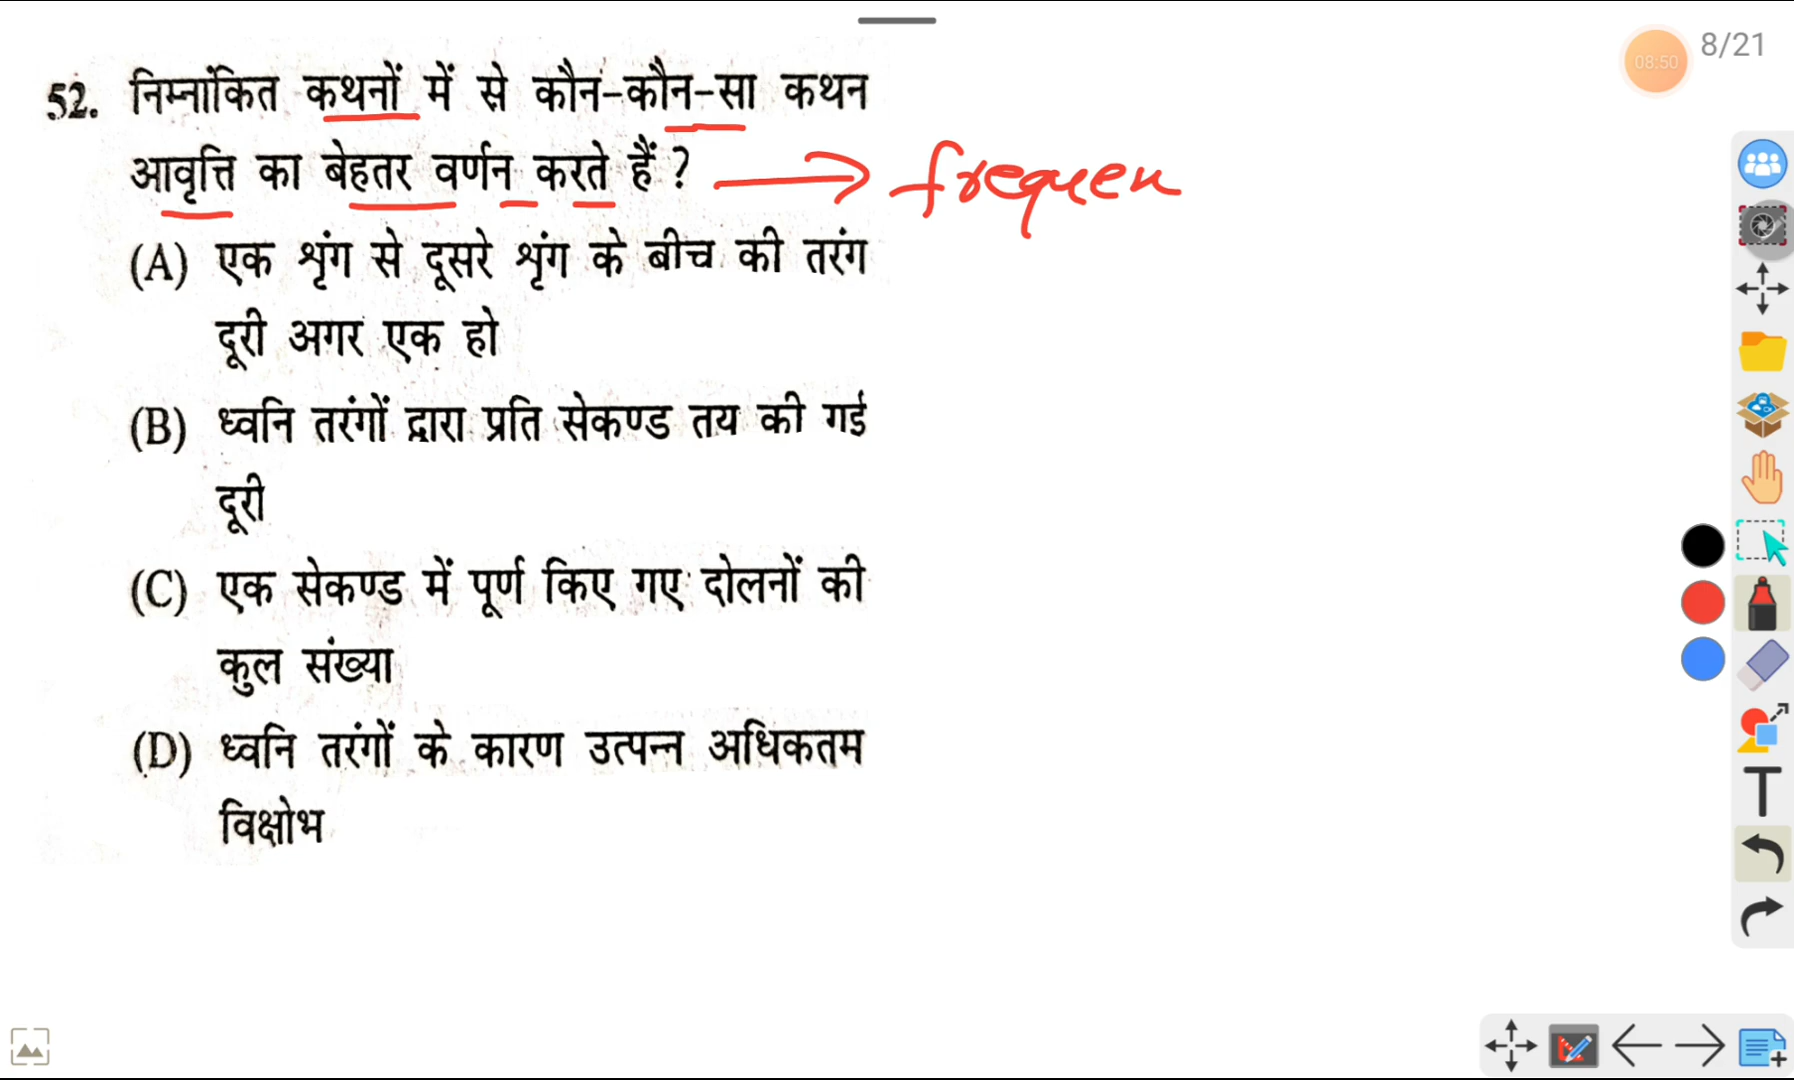 08:50
8/21
52. निम्नांकित कथनों में से कौन-कौन-सा कथन
आवृत्ति का बेहतर वर्णन करते हैं ? frequen
(A) एक शृंग से दूसरे शृंग के बीच की तरंग
दूरी अगर एक हो
(B) ध्वनि तरंगों द्वारा प्रति सेकण्ड तय की गई
दूरी
(C) एक सेकण्ड में पूर्ण किए गए दोलनों की
कुल संख्या
(D) ध्वनि तरंगों के कारण उत्पन्न अधिकतम
विक्षोभ
T